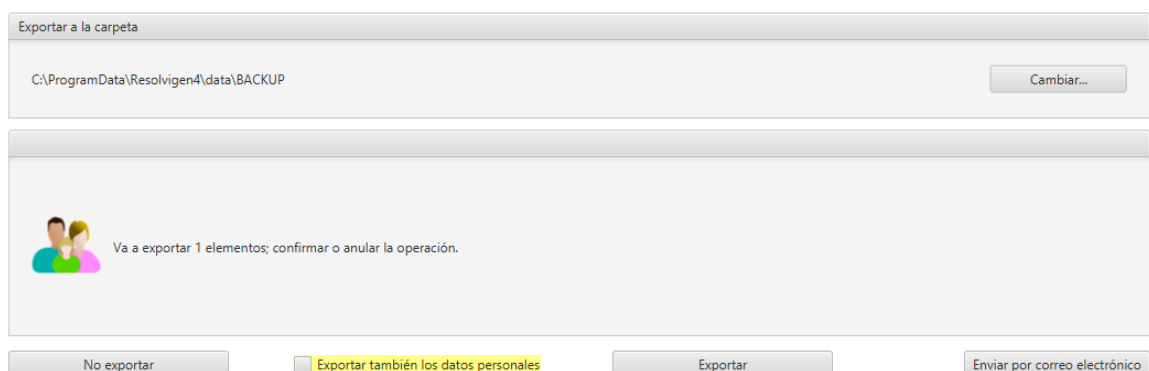 Exportar a la carpeta
C:\ProgramData\Resolvigen4\data\BACKUP
Cambiar...
Va a exportar 1 elementos; confirmar o anular la operación.
No exportar
Exportar también los datos personales
Exportar
Enviar por correo electrónico